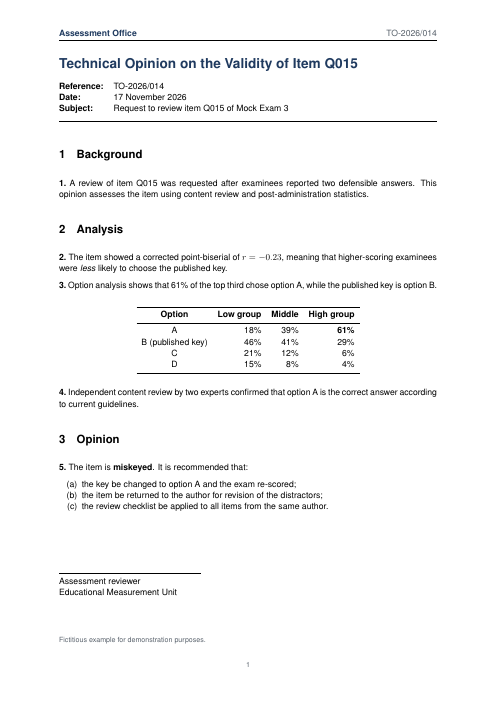 Assessment Office TO-2026/014
Technical Opinion on the Validity of Item Q015
Reference: TO-2026/014
Date: 17 November 2026
Subject: Request to review item Q015 of Mock Exam 3
1 Background
1. A review of item Q015 was requested after examinees reported two defensible answers. This
opinion assesses the item using content review and post-administration statistics.
2 Analysis
2. The item showed a corrected point-biserial of r = −0.23, meaning that higher-scoring examinees
were less likely to choose the published key.
3. Option analysis shows that 61% of the top third chose option A, while the published key is option B.
Option Low group Middle High group
A 18% 39% 61%
B (published key) 46% 41% 29%
C 21% 12% 6%
D 15% 8% 4%
4. Independent content review by two experts confirmed that option A is the correct answer according
to current guidelines.
3 Opinion
5. The item is miskeyed. It is recommended that:
(a) the key be changed to option A and the exam re-scored;
(b) the item be returned to the author for revision of the distractors;
(c) the review checklist be applied to all items from the same author.
Assessment reviewer
Educational Measurement Unit
Fictitious example for demonstration purposes.
1